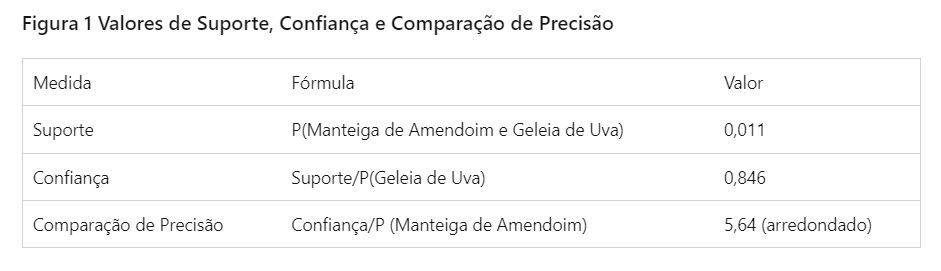 Figura 1 Valores de Suporte, Confiança e Comparação de Precisão
Medida Fórmula Valor
Suporte P(Manteiga de Amendoim e Geleia de Uva) 0,011
Confiança Suporte/P(Geleia de Uva) 0,846
Comparação de Precisão Confiança/P (Manteiga de Amendoim) 5,64 (arredondado)